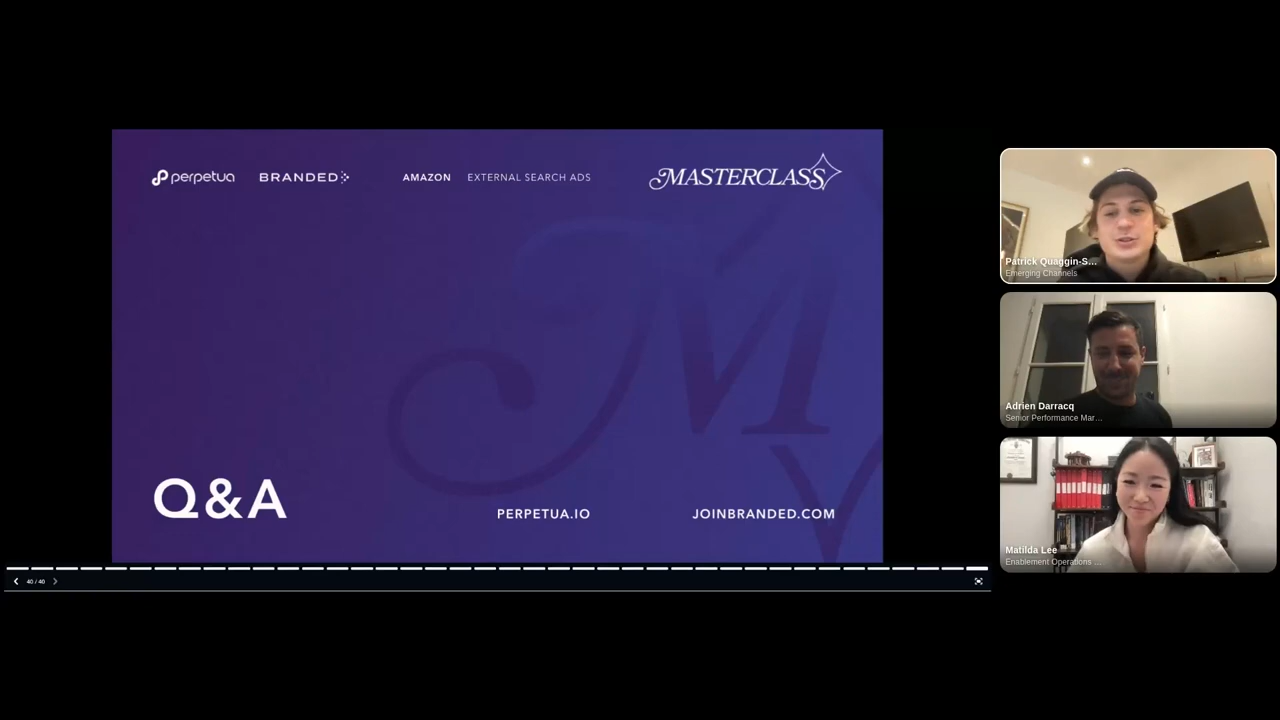 perpetua
BRANDED
AMAZON EXTERNAL SEARCH ADS
MASTERCLASS
M
Q&A
PERPETUA.IO
JOINBRANDED.COM
40 / 40
Patrick Quaggin-S...
Emerging Channels
Adrien Darracq
Senior Performance Mar...
Matilda Lee
Enablement Operations ...